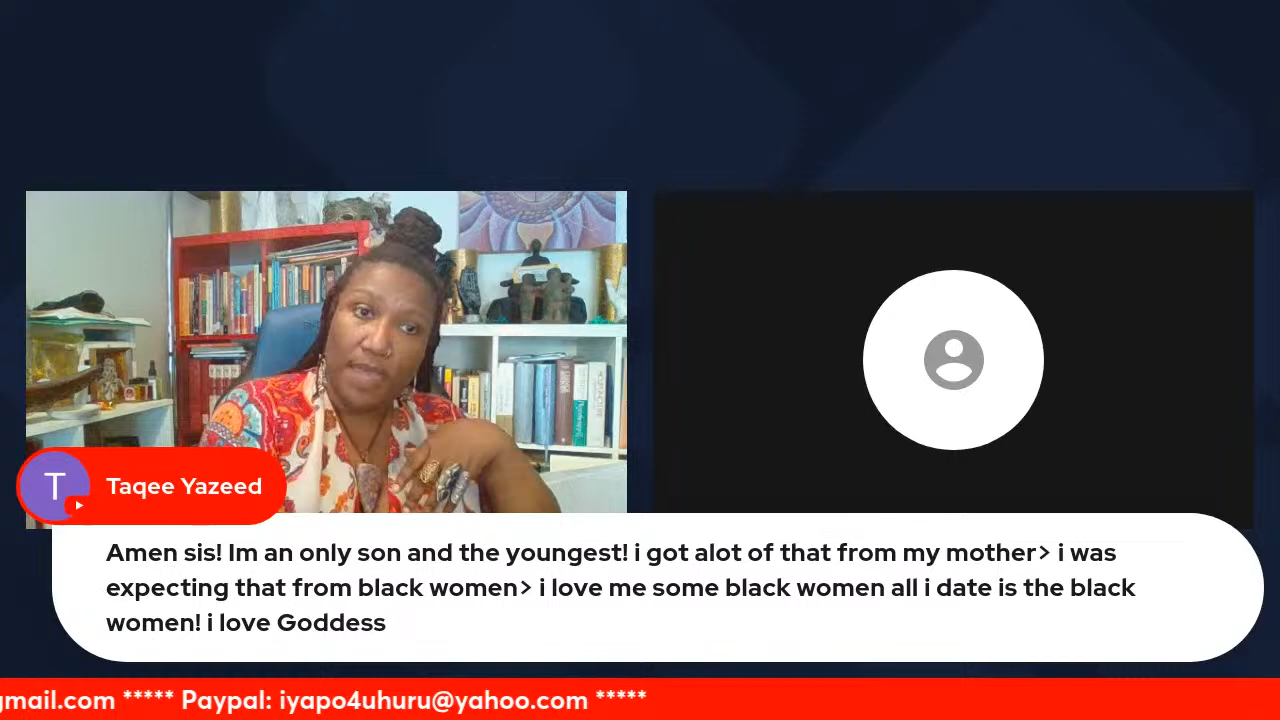 T
Taqee Yazeed
Amen sis! Im an only son and the youngest! i got alot of that from my mother> i was
expecting that from black women> i love me some black women all i date is the black
women! i love Goddess
gmail.com ***** Paypal: iyapo4uhuru@yahoo.com *****